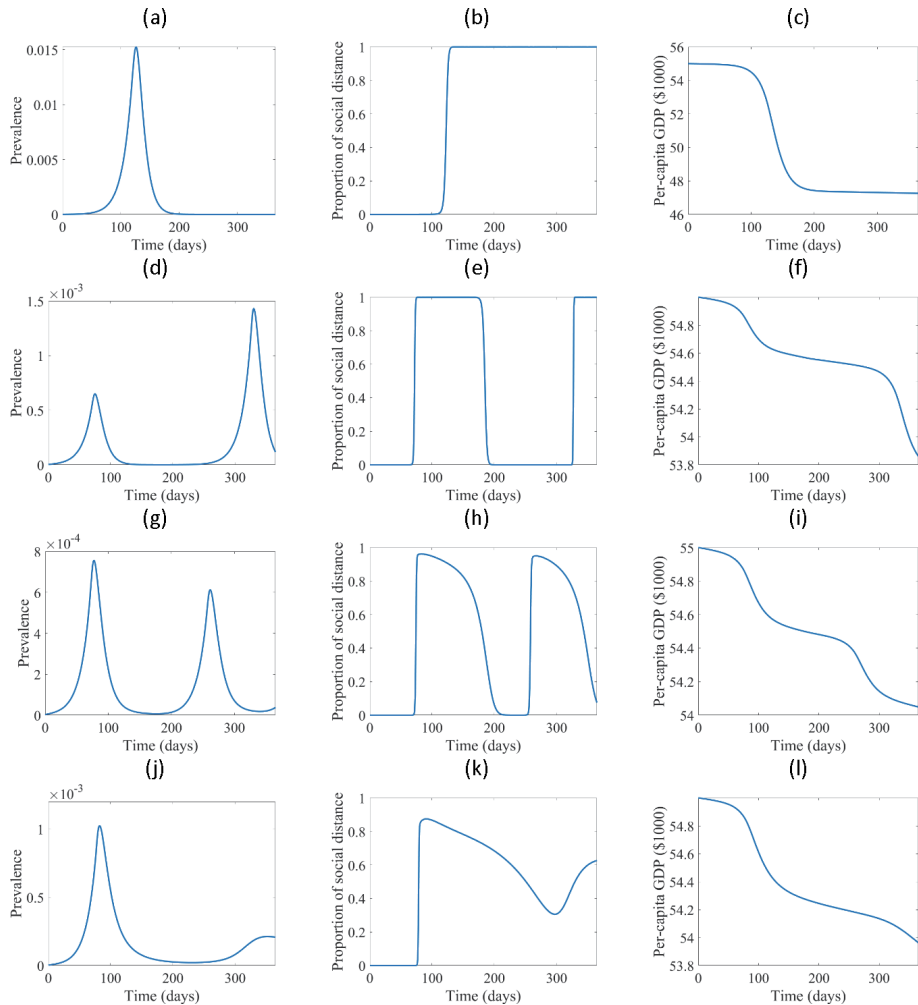 (a)
(b)
(c)
Prevalence
0.015
0.01
0.005
0
0 100 200 300
Time (days)
Proportion of social distance
1
0.8
0.6
0.4
0.2
0
0 100 200 300
Time (days)
Per-capita GDP ($1000)
56
54
52
50
48
46
0 100 200 300
Time (days)
(d)
(e)
(f)
×10⁻³
Prevalence
1.5
1
0.5
0
0 100 200 300
Time (days)
Proportion of social distance
1
0.8
0.6
0.4
0.2
0
0 100 200 300
Time (days)
Per-capita GDP ($1000)
54.8
54.6
54.4
54.2
54
53.8
0 100 200 300
Time (days)
(g)
(h)
(i)
×10⁻⁴
Prevalence
8
6
4
2
0
0 100 200 300
Time (days)
Proportion of social distance
1
0.8
0.6
0.4
0.2
0
0 100 200 300
Time (days)
Per-capita GDP ($1000)
55
54.8
54.6
54.4
54.2
54
0 100 200 300
Time (days)
(j)
(k)
(l)
×10⁻³
Prevalence
1
0.5
0
0 100 200 300
Time (days)
Proportion of social distance
1
0.8
0.6
0.4
0.2
0
0 100 200 300
Time (days)
Per-capita GDP ($1000)
54.8
54.6
54.4
54.2
54
53.8
0 100 200 300
Time (days)